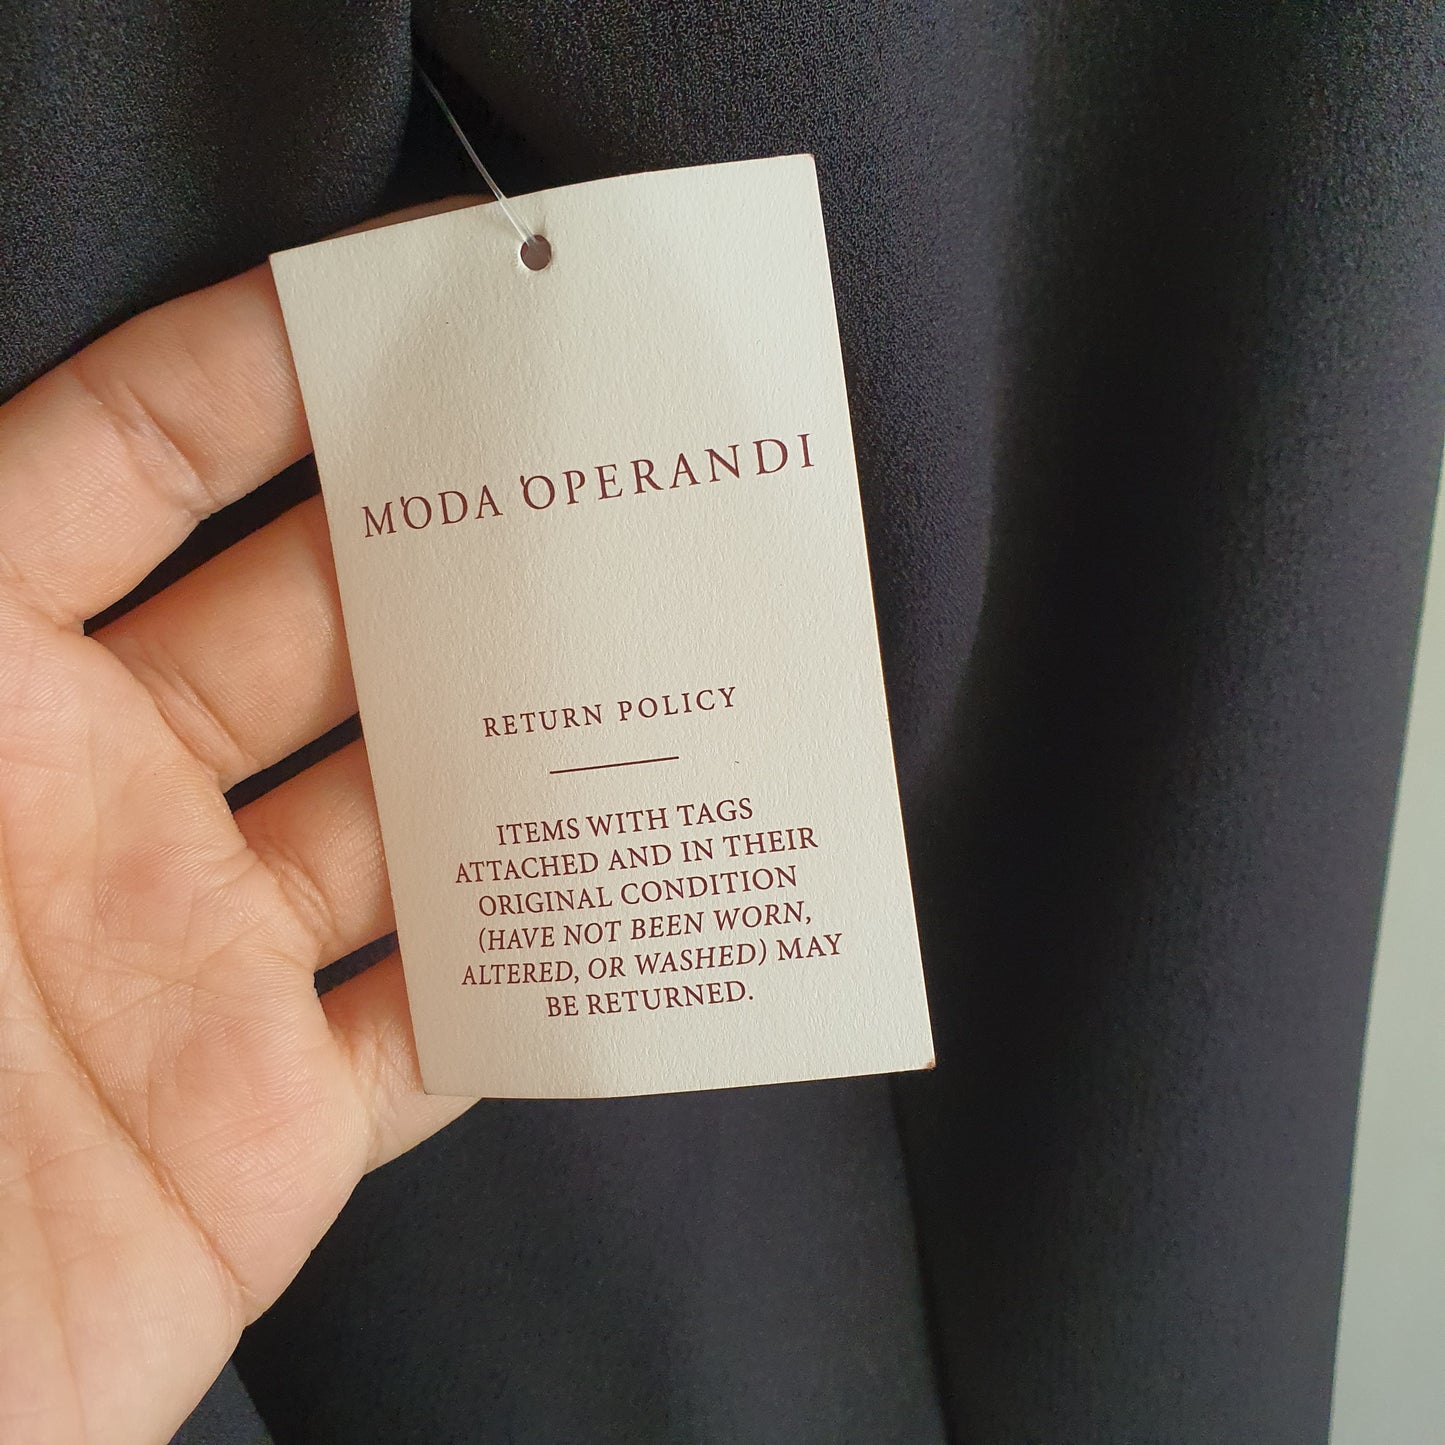 M'ODA 'OPERANDI
RETURN POLICY
ITEMS WITH TAGS
ATTACHED AND IN THEIR
ORIGINAL CONDITION
(HAVE NOT BEEN WORN,
ALTERED, OR WASHED) MAY
BE RETURNED.